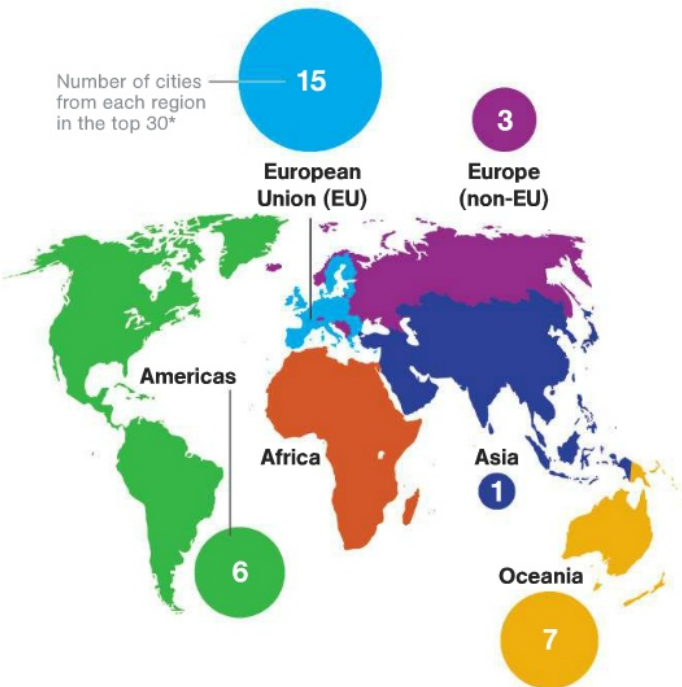 Number of cities
from each region
in the top 30*
15
3
European
Union (EU)
Europe
(non-EU)
Americas
Africa
Asia
1
6
Oceania
7